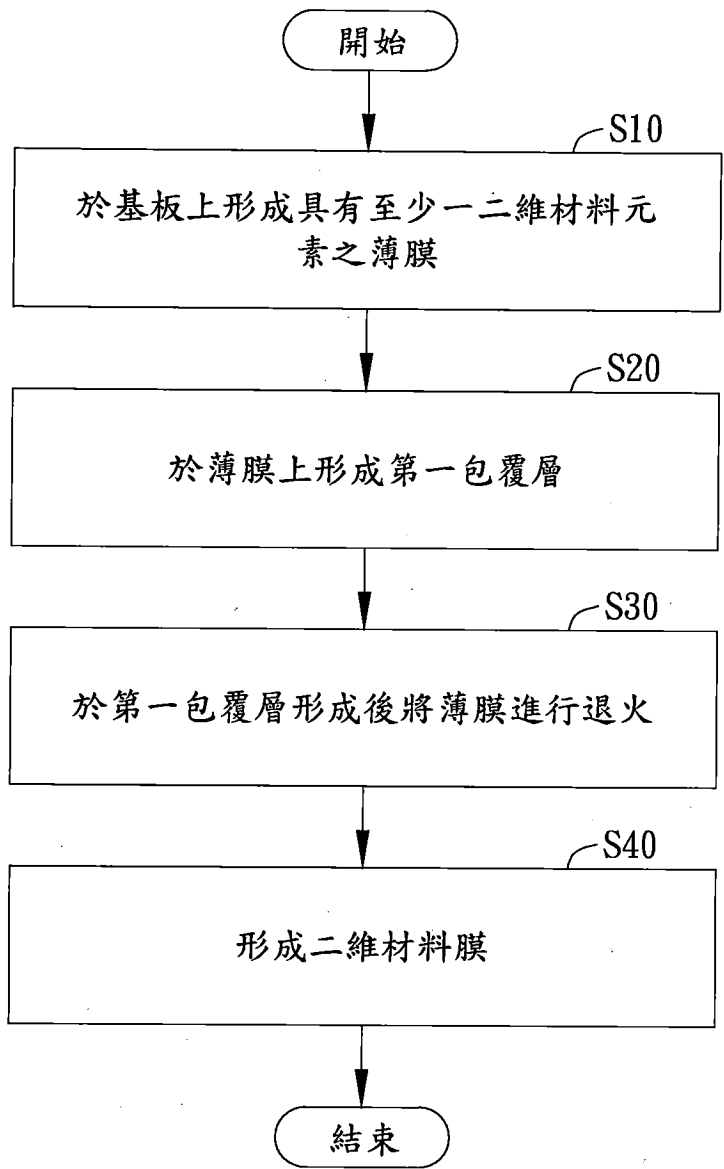 開始
S10
於基板上形成具有至少一二維材料元
素之薄膜
S20
於薄膜上形成第一包覆層
S30
於第一包覆層形成後將薄膜進行退火
S40
形成二維材料膜
結束